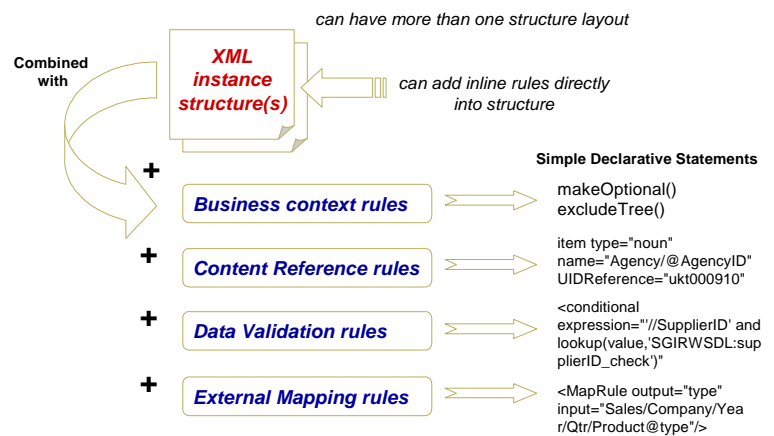 can have more than one structure layout
Combined
with
XML
instance
structure(s)
can add inline rules directly
into structure
Simple Declarative Statements
+
Business context rules
makeOptional()
excludeTree()
+
Content Reference rules
item type="noun"
name="Agency/@AgencyID"
UIDReference="ukt000910"
+
Data Validation rules
<conditional
expression="'//SupplierID' and
lookup(value,'SGIRWSDL:sup
plierID_check')"
+
External Mapping rules
<MapRule output="type"
input="Sales/Company/Yea
r/Qtr/Product@type"/>